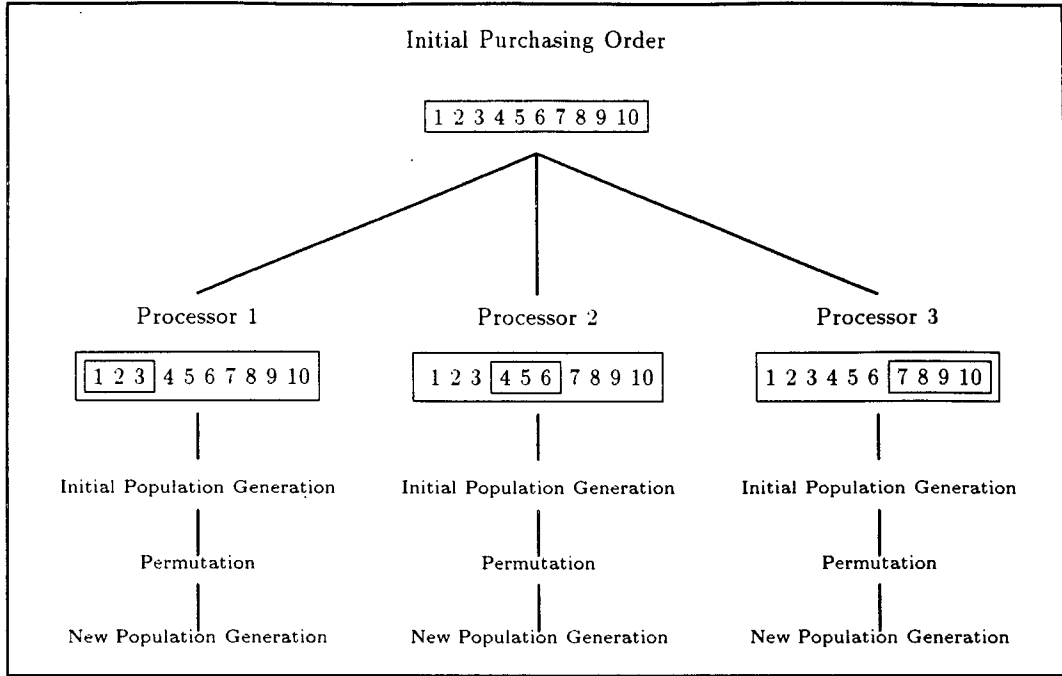 Initial Purchasing Order
1 2 3 4 5 6 7 8 9 10
Processor 1 Processor 2 Processor 3
1 2 3 4 5 6 7 8 9 10 1 2 3 4 5 6 7 8 9 10 1 2 3 4 5 6 7 8 9 10
Initial Population Generation Initial Population Generation Initial Population Generation
Permutation Permutation Permutation
New Population Generation New Population Generation New Population Generation